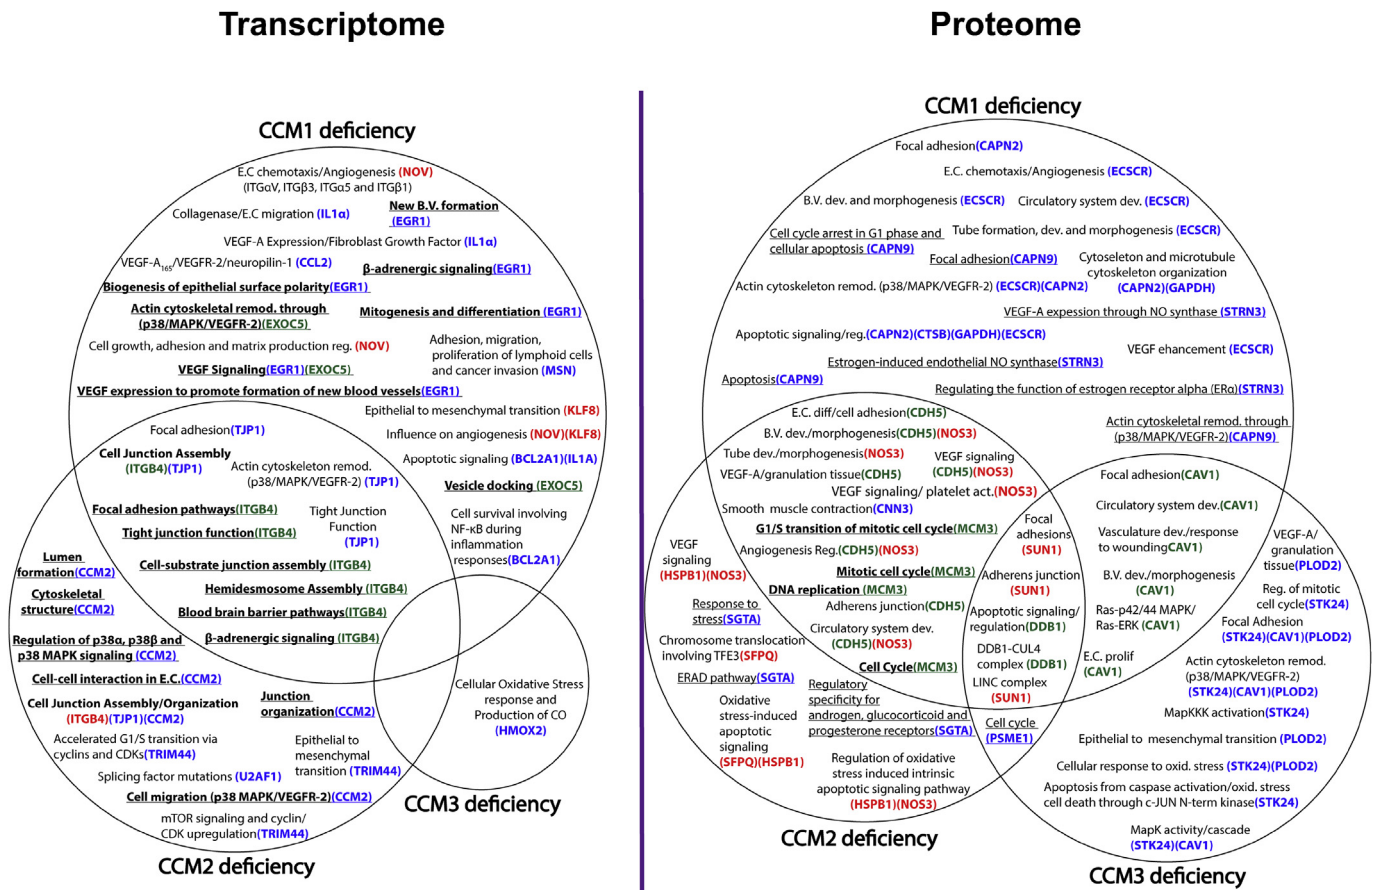 Transcriptome
CCM1 deficiency
E.C chemotaxis/Angiogenesis (NOV)
(ITGαV, ITGβ3, ITGα5 and ITGβ1)
Collagenase/E.C migration (IL1α)
New B.V. formation
(EGR1)
VEGF-A Expression/Fibroblast Growth Factor (IL1α)
VEGF-A165/VEGFR-2/neuropilin-1 (CCL2)
β-adrenergic signaling(EGR1)
Biogenesis of epithelial surface polarity(EGR1)
Actin cytoskeletal remod. through
(p38/MAPK/VEGFR-2)(EXOC5)
Mitogenesis and differentiation (EGR1)
Cell growth, adhesion and matrix production reg. (NOV)
Adhesion, migration,
proliferation of lymphoid cells
and cancer invasion (MSN)
VEGF Signaling(EGR1)(EXOC5)
VEGF expression to promote formation of new blood vessels(EGR1)
Epithelial to mesenchymal transition (KLF8)
Influence on angiogenesis (NOV)(KLF8)
Apoptotic signaling (BCL2A1)(IL1A)
Vesicle docking (EXOC5)
Cell survival involving
NF-κB during
inflammation
responses(BCL2A1)
Focal adhesion(TJP1)
Cell Junction Assembly
(ITGB4)(TJP1)
Actin cytoskeleton remod.
(p38/MAPK/VEGFR-2) (TJP1)
Focal adhesion pathways(ITGB4)
Tight Junction
Function
(TJP1)
Tight junction function(ITGB4)
Cell-substrate junction assembly (ITGB4)
Hemidesmosome Assembly (ITGB4)
Blood brain barrier pathways(ITGB4)
β-adrenergic signaling (ITGB4)
Lumen
formation(CCM2)
Cytoskeletal
structure(CCM2)
Regulation of p38α, p38β and
p38 MAPK signaling (CCM2)
Cell-cell interaction in E.C.(CCM2)
Cell Junction Assembly/Organization
(ITGB4)(TJP1)(CCM2)
Junction
organization(CCM2)
Accelerated G1/S transition via
cyclins and CDKs(TRIM44)
Epithelial to
mesenchymal
transition (TRIM44)
Splicing factor mutations (U2AF1)
Cell migration (p38 MAPK/VEGFR-2)(CCM2)
mTOR signaling and cyclin/
CDK upregulation(TRIM44)
CCM2 deficiency
Cellular Oxidative Stress
response and
Production of CO
(HMOX2)
CCM3 deficiency
Proteome
CCM1 deficiency
Focal adhesion(CAPN2)
E.C. chemotaxis/Angiogenesis (ECSCR)
B.V. dev. and morphogenesis (ECSCR)
Circulatory system dev. (ECSCR)
Cell cycle arrest in G1 phase and
cellular apoptosis (CAPN9)
Tube formation, dev. and morphogenesis (ECSCR)
Focal adhesion(CAPN9)
Cytoseleton and microtubule
cytoskeleton organization
(CAPN2)(GAPDH)
Actin cytoskeleton remod. (p38/MAPK/VEGFR-2) (ECSCR)(CAPN2)
VEGF-A expession through NO synthase (STRN3)
Apoptotic signaling/reg.(CAPN2)(CTSB)(GAPDH)(ECSCR)
VEGF ehancement (ECSCR)
Estrogen-induced endothelial NO synthase(STRN3)
Apoptosis(CAPN9)
Regulating the function of estrogen receptor alpha (ERα)(STRN3)
Actin cytoskeletal remod. through
(p38/MAPK/VEGFR-2)(CAPN9)
E.C. diff/cell adhesion(CDH5)
B.V. dev./morphogenesis(CDH5)(NOS3)
Tube dev./morphogenesis(NOS3)
VEGF signaling
(CDH5)(NOS3)
VEGF-A/granulation tissue(CDH5)
VEGF signaling/ platelet act.(NOS3)
Smooth muscle contraction(CNN3)
G1/S transition of mitotic cell cycle(MCM3)
Angiogenesis Reg.(CDH5)(NOS3)
Mitotic cell cycle(MCM3)
DNA replication (MCM3)
Adherens junction(CDH5)
Circulatory system dev.
(CDH5)(NOS3)
Cell Cycle(MCM3)
Focal
adhesions
(SUN1)
Adherens junction
(SUN1)
Apoptotic signaling/
regulation(DDB1)
DDB1-CUL4
complex (DDB1)
LINC complex
(SUN1)
Cell cycle
(PSME1)
Focal adhesion(CAV1)
Circulatory system dev.(CAV1)
Vasculature dev./response
to woundingCAV1)
B.V. dev./morphogenesis
(CAV1)
Ras-p42/44 MAPK/
Ras-ERK (CAV1)
E.C. prolif
(CAV1)
VEGF
signaling
(HSPB1)(NOS3)
Response to
stress(SGTA)
Chromosome translocation
involving TFE3(SFPQ)
ERAD pathway(SGTA)
Regulatory
specificity for
androgen, glucocorticoid and
progesterone receptors(SGTA)
Oxidative
stress-induced
apoptotic
signaling
(SFPQ)(HSPB1)
Regulation of oxidative
stress induced intrinsic
apoptotic signaling pathway
(HSPB1)(NOS3)
CCM2 deficiency
VEGF-A/
granulation
tissue(PLOD2)
Reg. of mitotic
cell cycle(STK24)
Focal Adhesion
(STK24)(CAV1)(PLOD2)
Actin cytoskeleton remod.
(p38/MAPK/VEGFR-2)
(STK24)(CAV1)(PLOD2)
MapKKK activation(STK24)
Epithelial to mesenchymal transition (PLOD2)
Cellular response to oxid. stress (STK24)(PLOD2)
Apoptosis from caspase activation/oxid. stress
cell death through c-JUN N-term kinase(STK24)
MapK activity/cascade
(STK24)(CAV1)
CCM3 deficiency